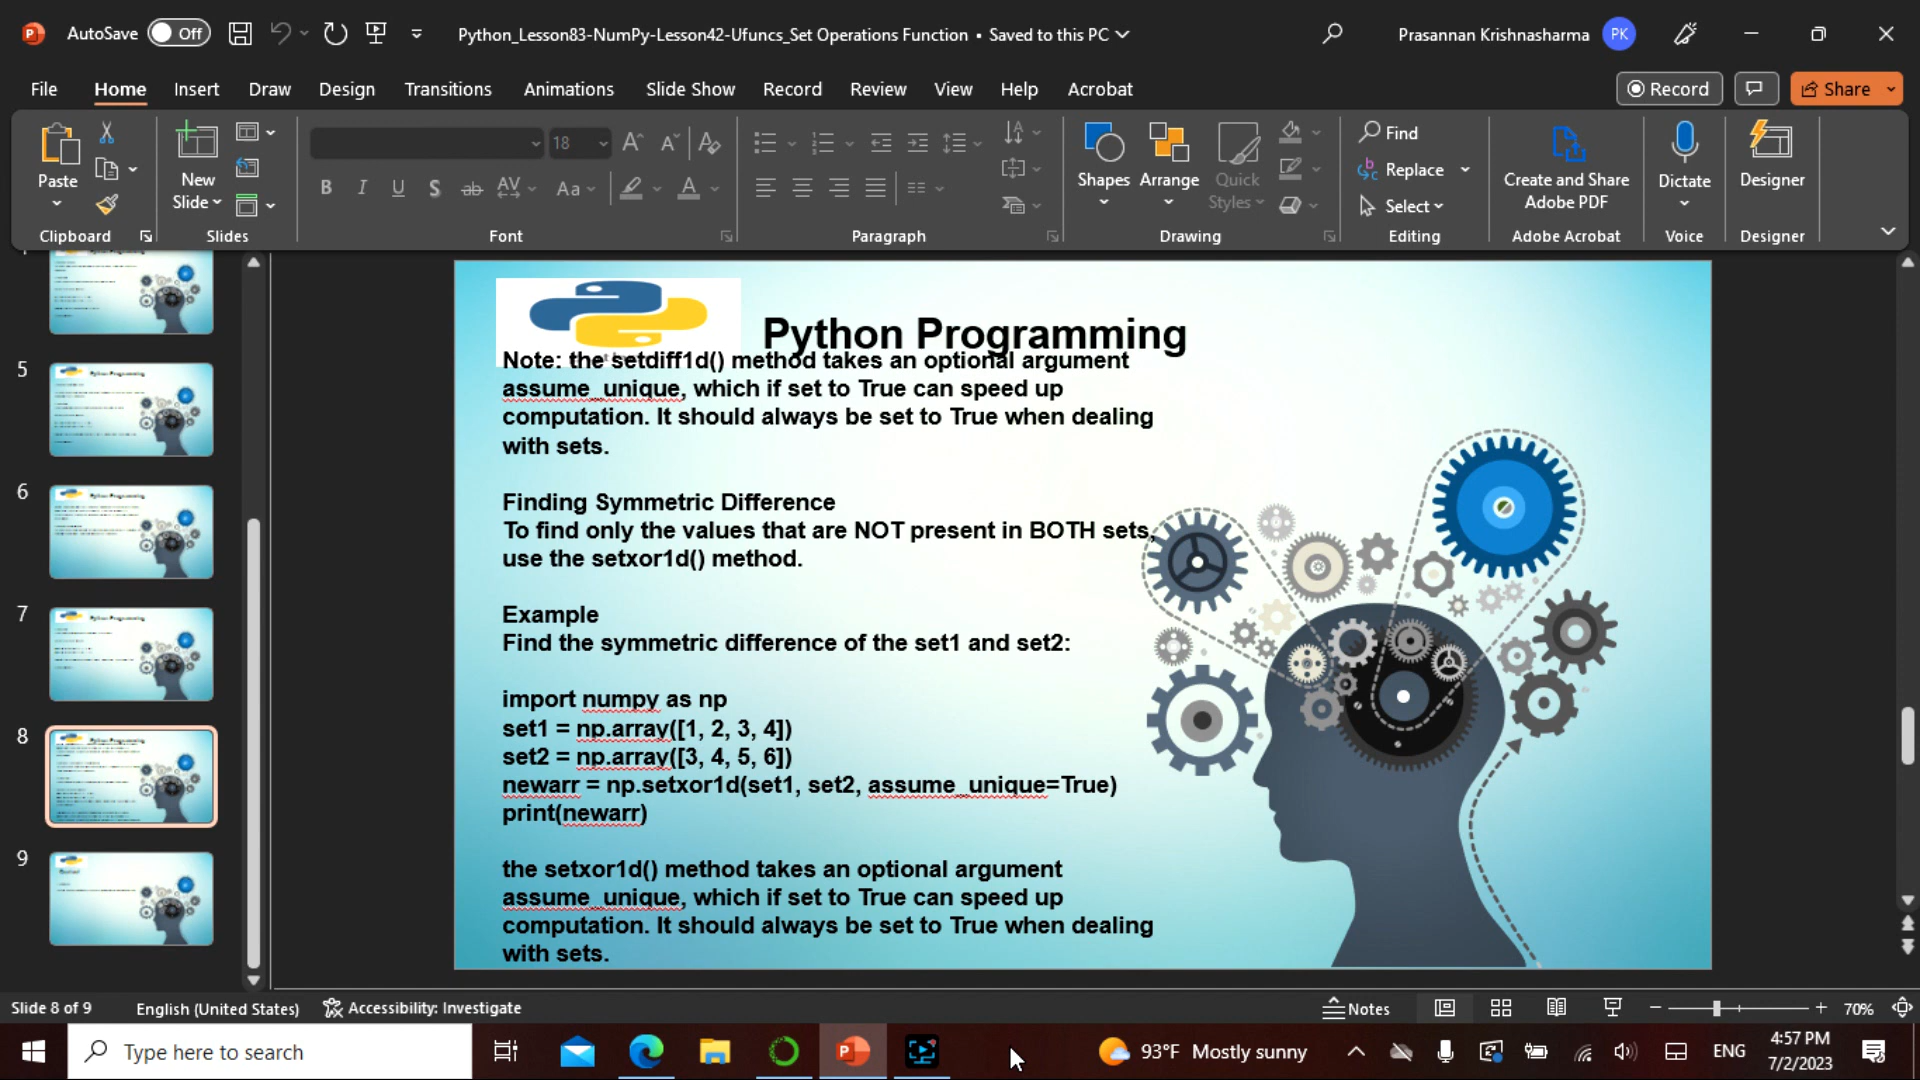 AutoSave Off
Python_Lesson83-NumPy-Lesson42-Ufuncs_Set Operations Function • Saved to this PC
Prasannan Krishnasharma PK
File Home Insert Draw Design Transitions Animations Slide Show Record Review View Help Acrobat
Record Share
Paste
New Slide
18
Shapes Arrange Quick Styles
Find
Replace
Select
Create and Share Adobe PDF
Dictate
Designer
Clipboard Slides Font Paragraph Drawing Editing Adobe Acrobat Voice Designer
5
6
7
8
9
Python Programming
Note: the setdiff1d() method takes an optional argument
assume_unique, which if set to True can speed up
computation. It should always be set to True when dealing
with sets.
Finding Symmetric Difference
To find only the values that are NOT present in BOTH sets,
use the setxor1d() method.
Example
Find the symmetric difference of the set1 and set2:
import numpy as np
set1 = np.array([1, 2, 3, 4])
set2 = np.array([3, 4, 5, 6])
newarr = np.setxor1d(set1, set2, assume_unique=True)
print(newarr)
the setxor1d() method takes an optional argument
assume_unique, which if set to True can speed up
computation. It should always be set to True when dealing
with sets.
Slide 8 of 9 English (United States) Accessibility: Investigate Notes 70%
Type here to search
93°F Mostly sunny
ENG
4:57 PM
7/2/2023